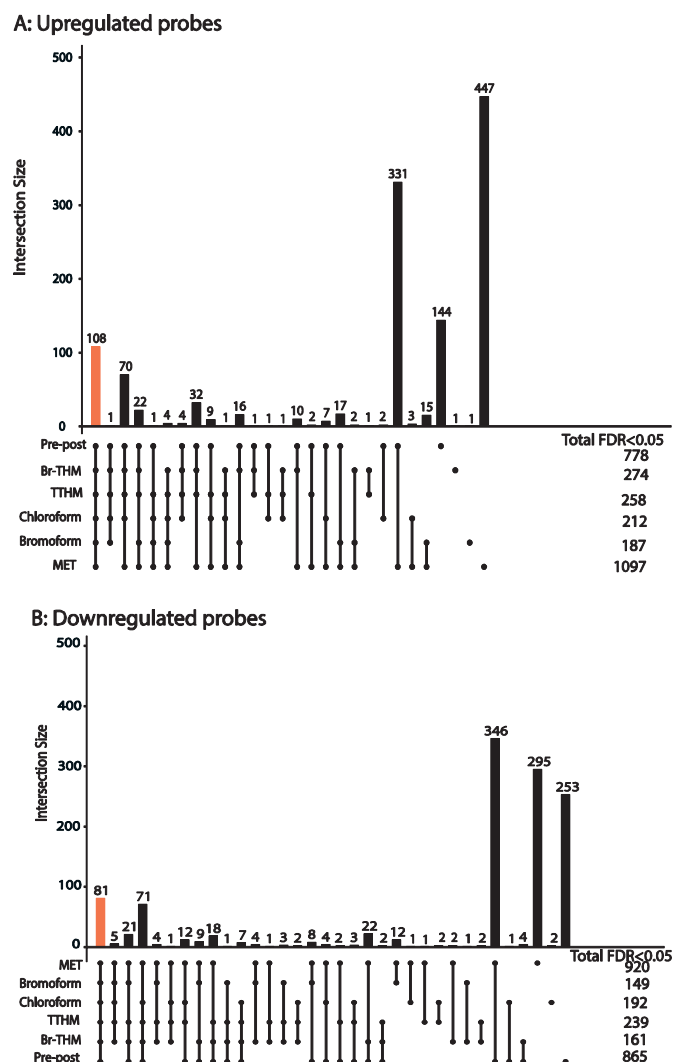 A: Upregulated probes
Intersection Size
500
400
300
200
100
0
108 1 70 22 1 4 4 32 9 1 16 1 1 1 10 2 7 17 2 1 2 331 3 15 144 1 1 447
Total FDR<0.05
Pre-post 778
Br-THM 274
TTHM 258
Chloroform 212
Bromoform 187
MET 1097
B: Downregulated probes
Intersection Size
500
400
300
200
100
0
81 5 21 71 4 1 12 9 18 1 7 4 1 3 2 8 4 2 3 22 2 12 1 1 2 2 1 2 346 1 4 295 2 253
Total FDR<0.05
MET 920
Bromoform 149
Chloroform 192
TTHM 239
Br-THM 161
Pre-post 865